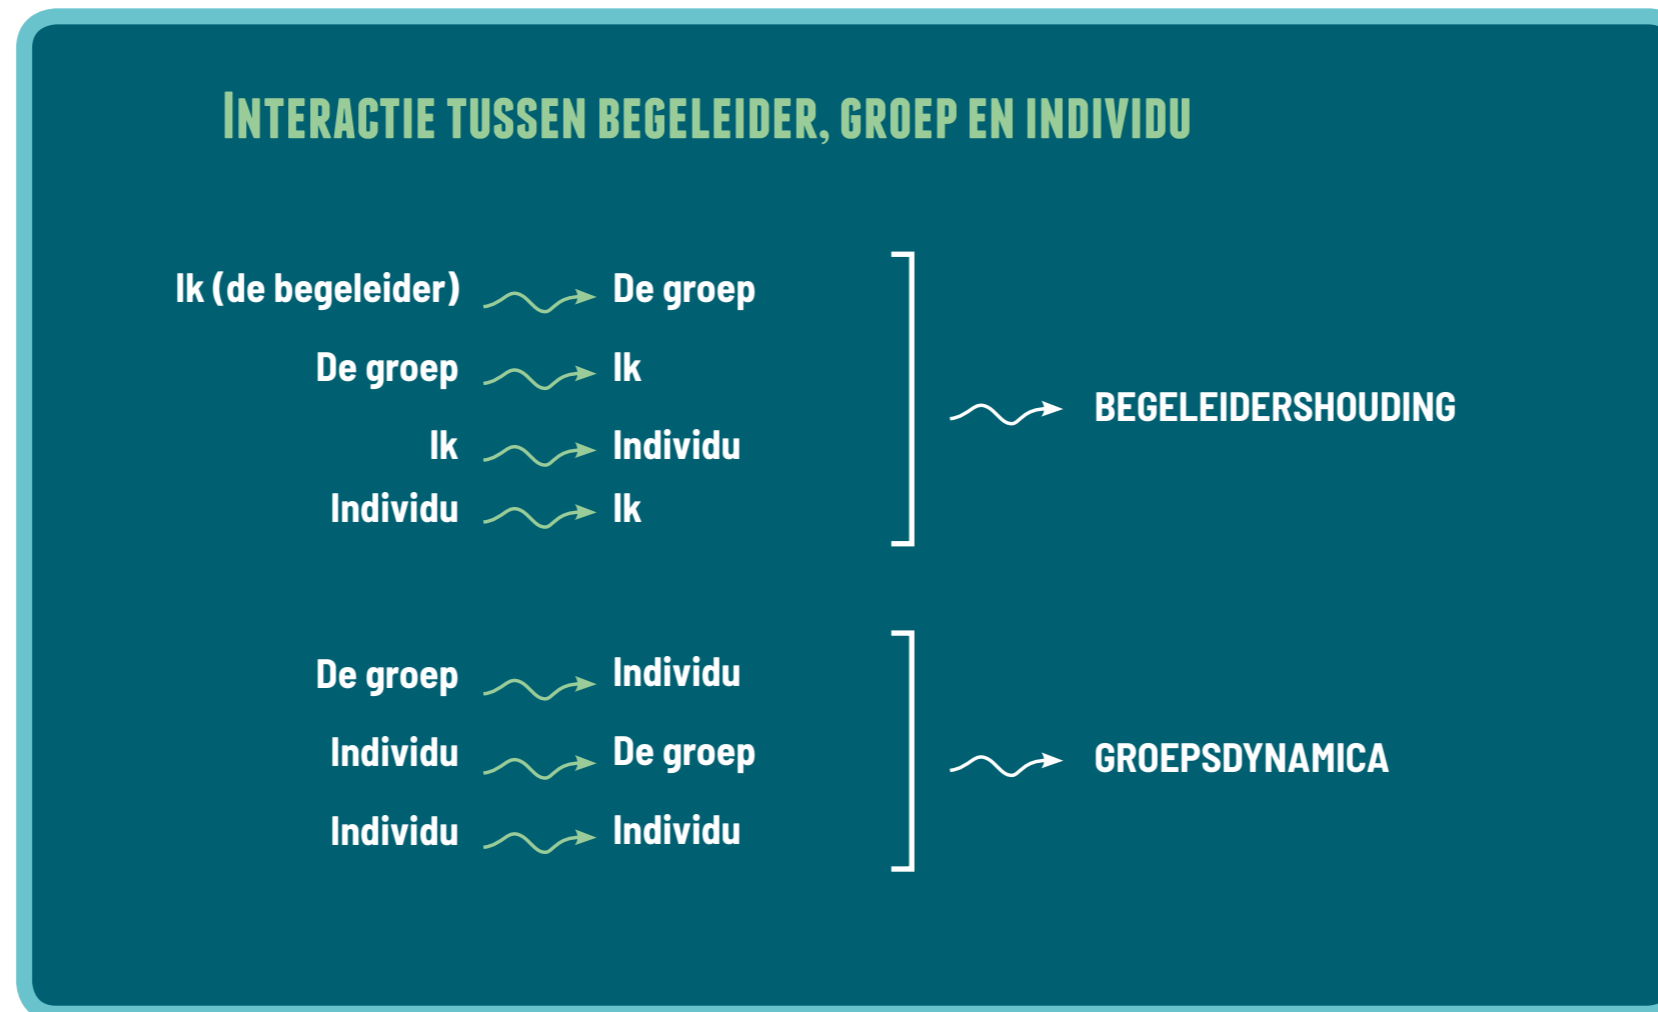 Interactie tussen begeleider, groep en individu
Ik (de begeleider) De groep
De groep Ik
Ik Individu
Individu Ik
BEGELEIDERSHOUDING
De groep Individu
Individu De groep
Individu Individu
GROEPSDYNAMICA